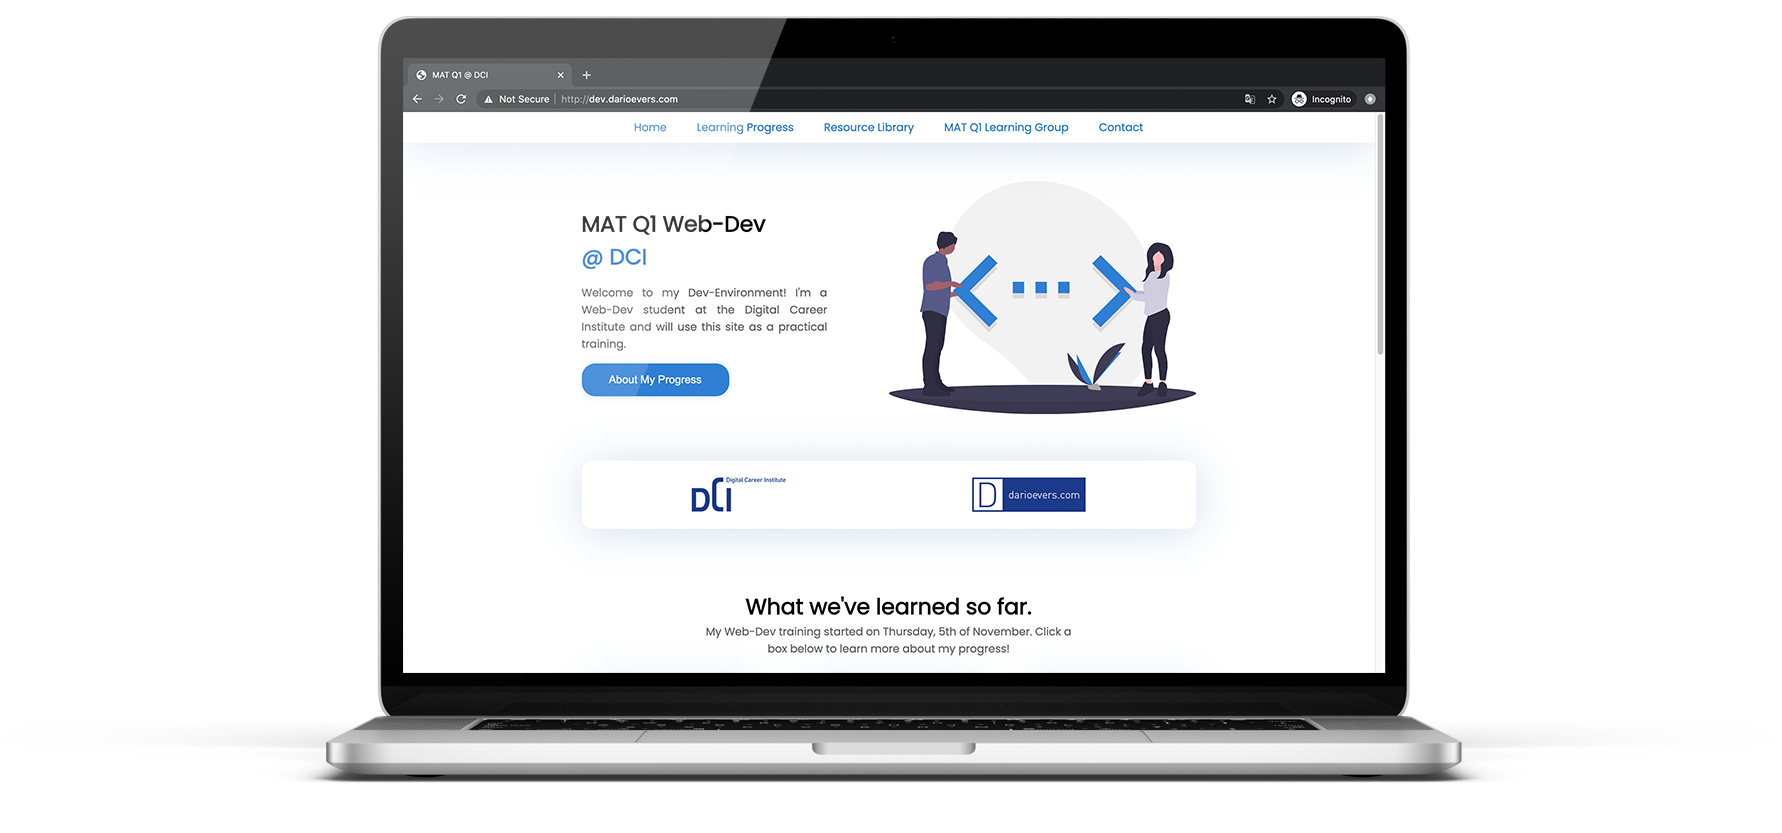 MAT Q1 @ DCI
Not Secure | http://dev.darioevers.com
Incognito
Home Learning Progress Resource Library MAT Q1 Learning Group Contact
MAT Q1 Web-Dev
@ DCI
Welcome to my Dev-Environment! I'm a
Web-Dev student at the Digital Career
Institute and will use this site as a practical
training.
About My Progress
DCI Digital Career Institute
D darioevers.com
What we've learned so far.
My Web-Dev training started on Thursday, 5th of November. Click a
box below to learn more about my progress!